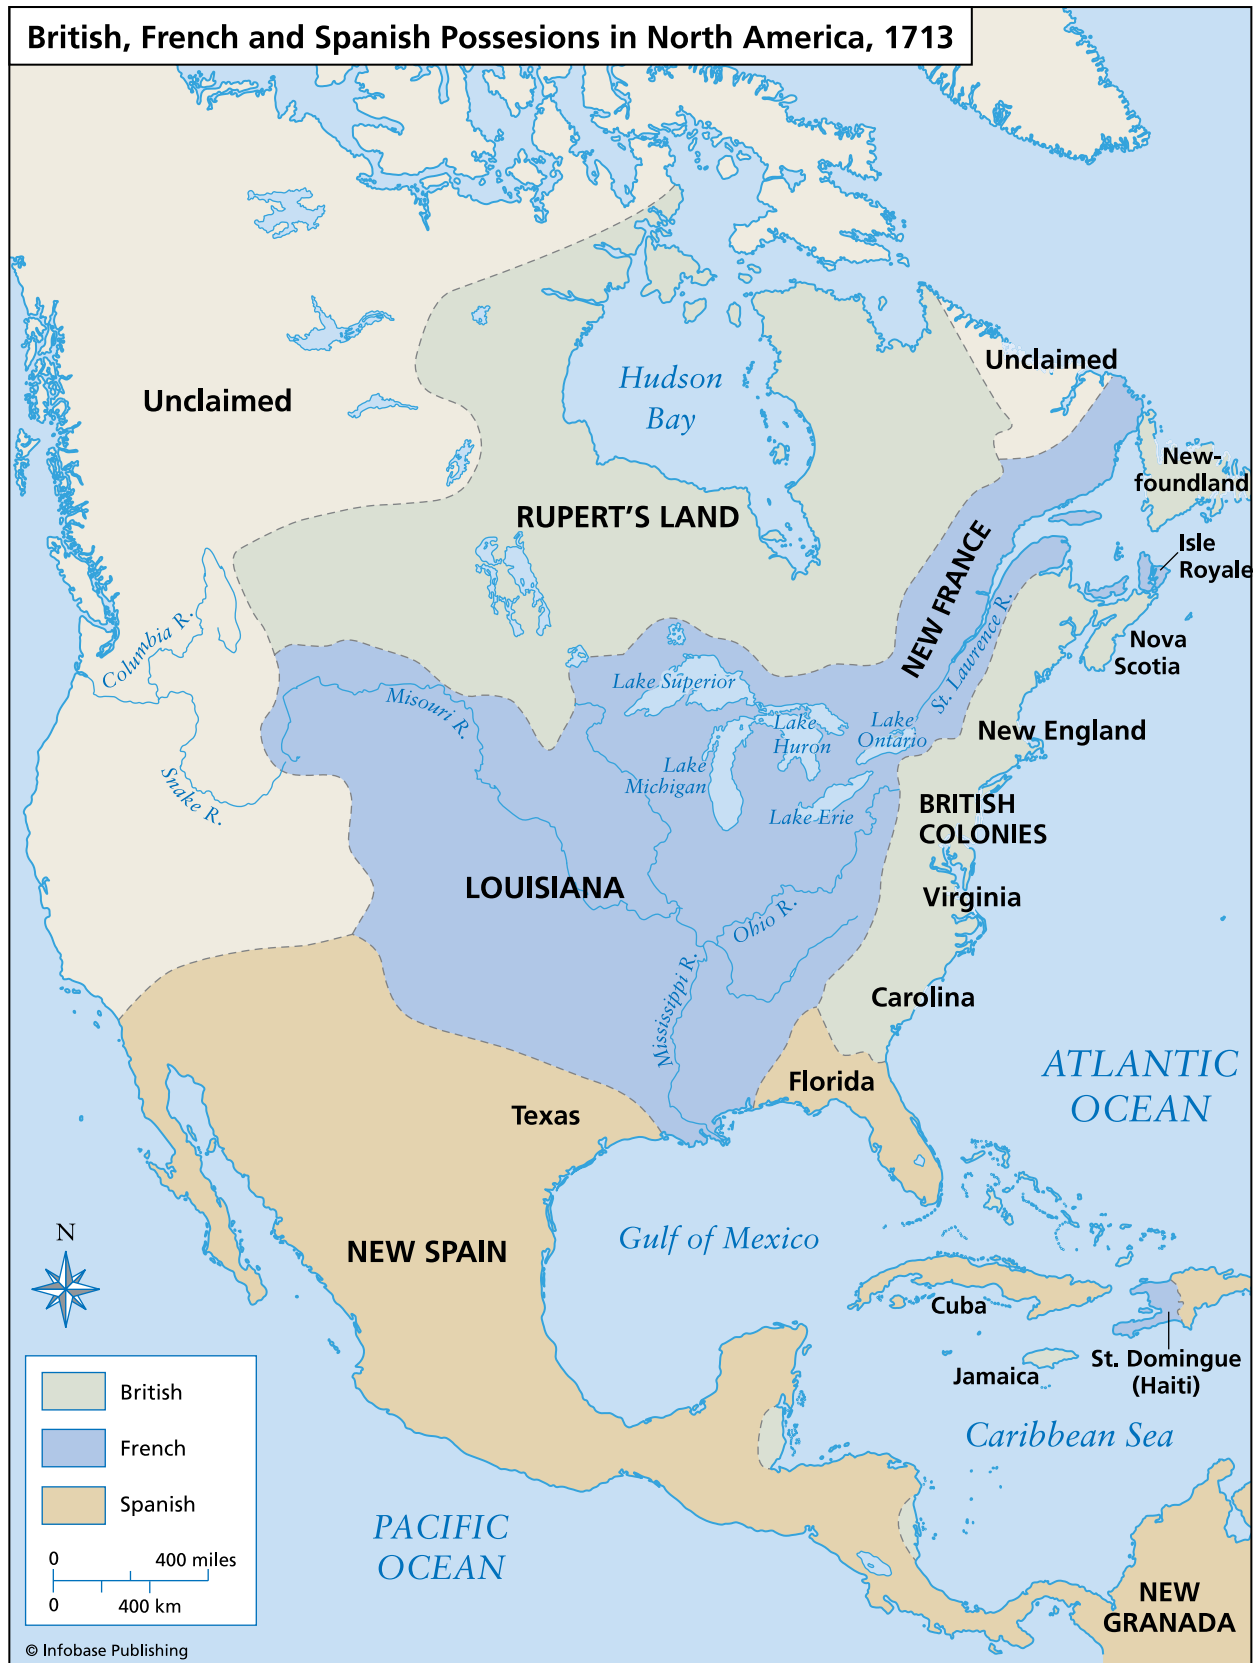 British, French and Spanish Possesions in North America, 1713
Unclaimed
Unclaimed
Hudson
Bay
New-
foundland
RUPERT'S LAND
Isle
Royale
NEW FRANCE
St. Lawrence R.
Columbia R.
Nova
Scotia
Lake Superior
Misouri R.
Lake
Huron
Lake
Ontario
New England
Lake
Michigan
Snake R.
Lake Erie
BRITISH
COLONIES
LOUISIANA
Virginia
Ohio R.
Mississippi R.
Carolina
ATLANTIC
OCEAN
Florida
Texas
N
Gulf of Mexico
NEW SPAIN
Cuba
Jamaica
St. Domingue
(Haiti)
Caribbean Sea
British
French
Spanish
0 400 miles
0 400 km
PACIFIC
OCEAN
NEW
GRANADA
© Infobase Publishing